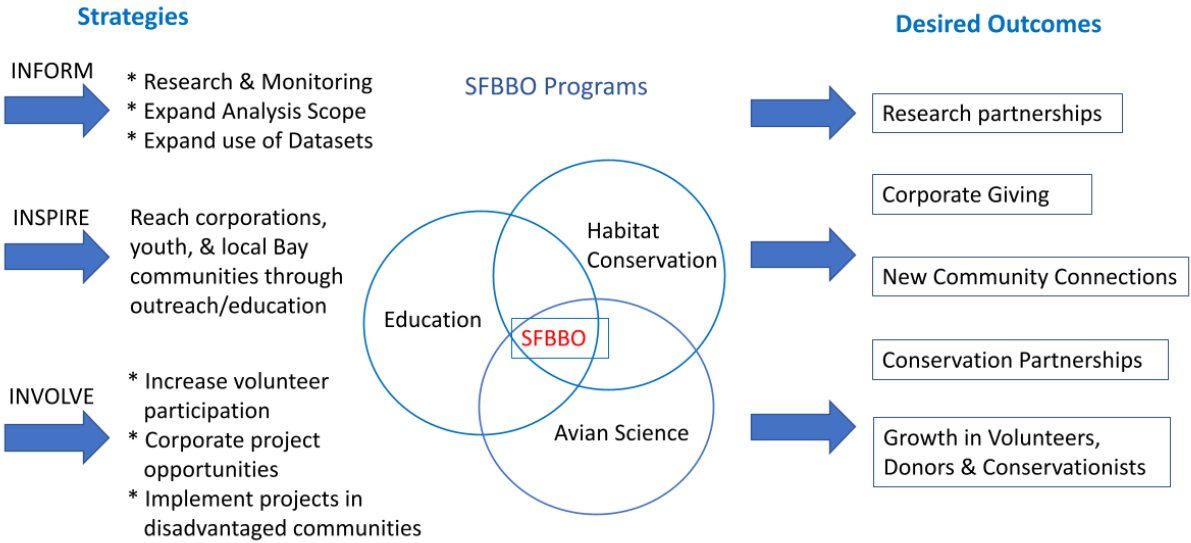 Strategies
INFORM
* Research & Monitoring
* Expand Analysis Scope
* Expand use of Datasets
INSPIRE
Reach corporations,
youth, & local Bay
communities through
outreach/education
INVOLVE
* Increase volunteer
participation
* Corporate project
opportunities
* Implement projects in
disadvantaged communities
SFBBO Programs
Habitat
Conservation
Education
SFBBO
Avian Science
Desired Outcomes
Research partnerships
Corporate Giving
New Community Connections
Conservation Partnerships
Growth in Volunteers,
Donors & Conservationists